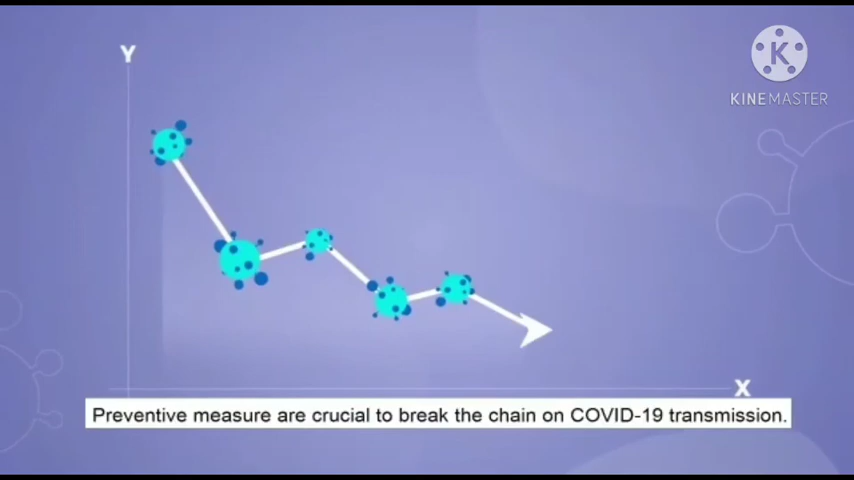 Y
K
KINEMASTER
X
Preventive measure are crucial to break the chain on COVID-19 transmission.